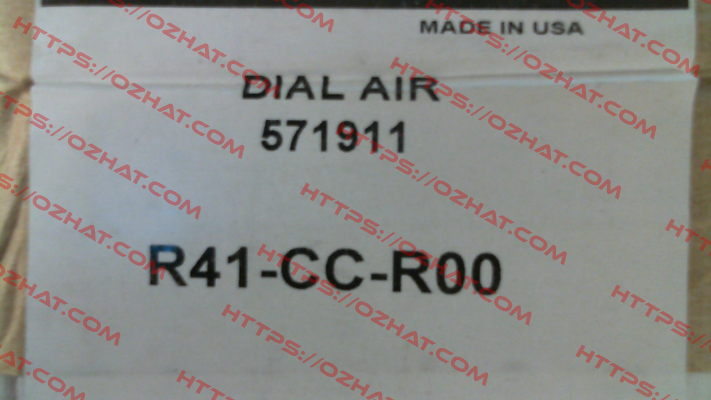 MADE IN USA
DIAL AIR
571911
R41-CC-R00
HTTPS://OZHAT.COM